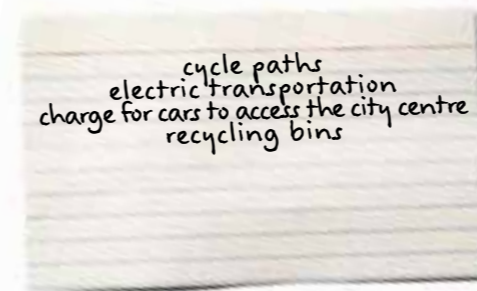 cycle paths
electric transportation
charge for cars to access the city centre
recycling bins